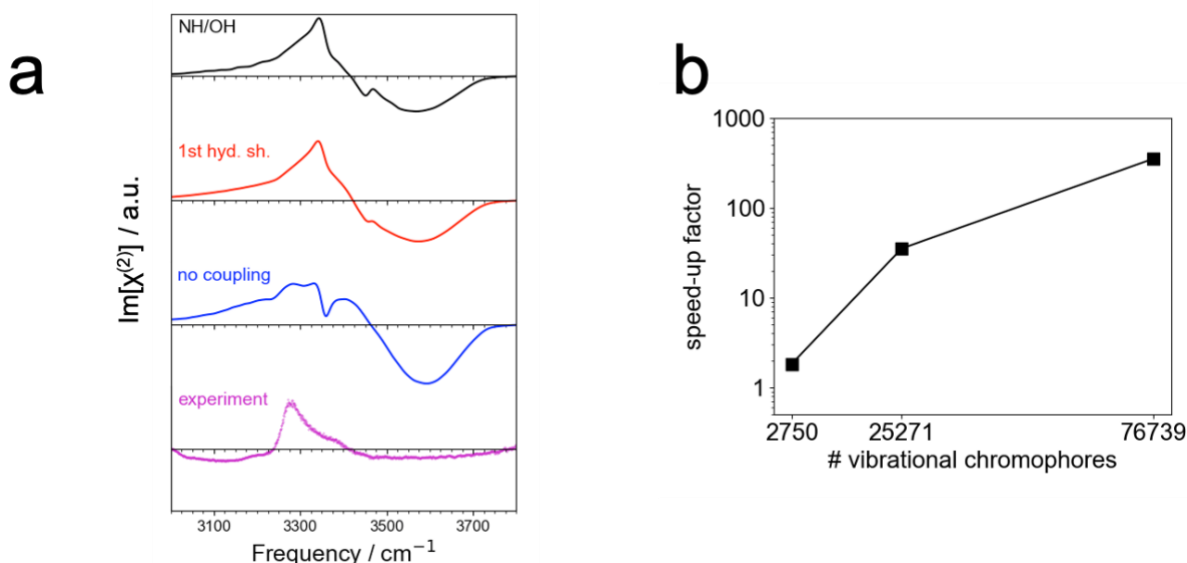 a
NH/OH
1st hyd. sh.
no coupling
experiment
Im[χ⁽²⁾] / a.u.
3100 3300 3500 3700
Frequency / cm⁻¹
b
1000
100
10
1
speed-up factor
2750 25271 76739
# vibrational chromophores